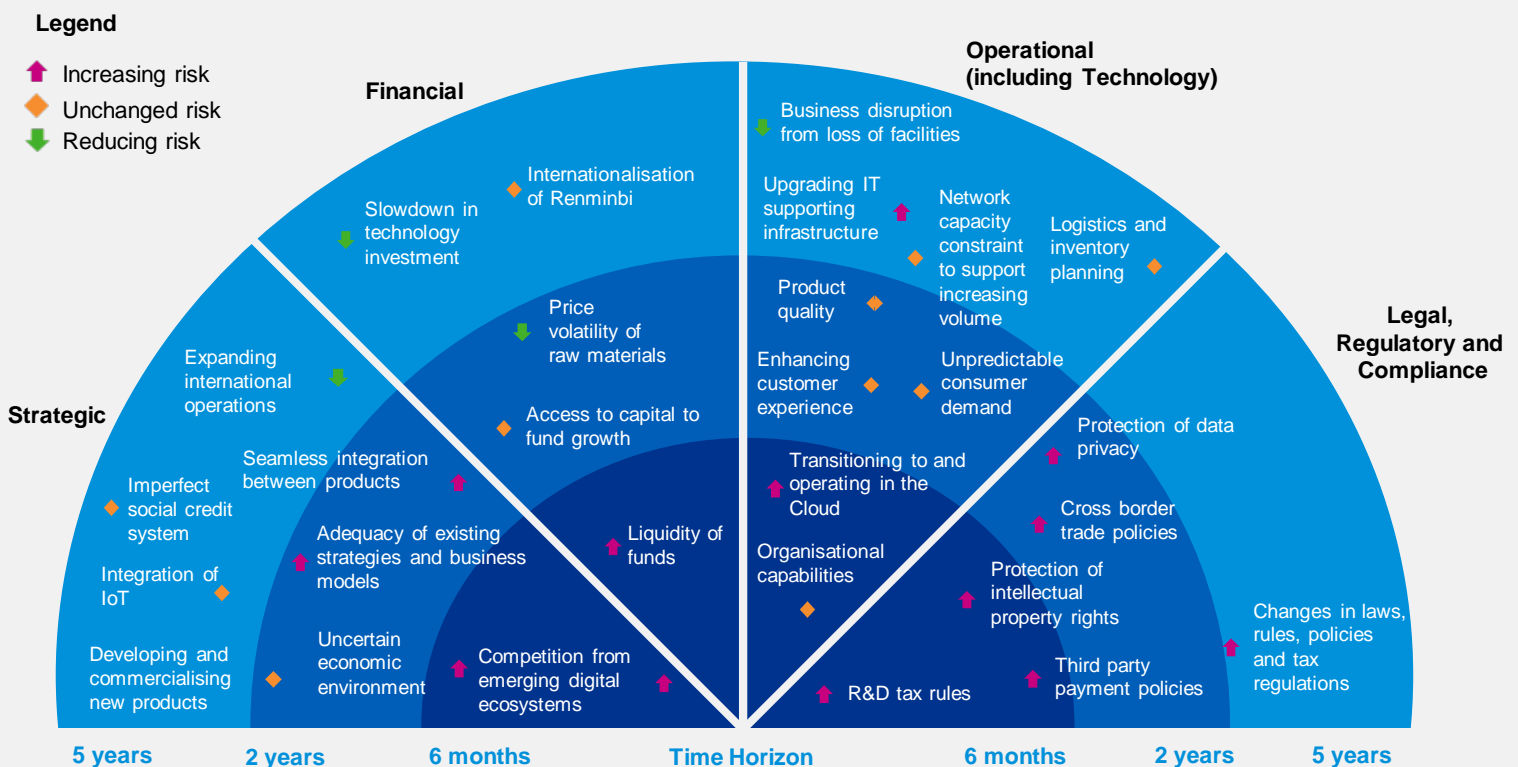 Legend
Increasing risk
Unchanged risk
Reducing risk
Strategic
Financial
Operational
(including Technology)
Legal,
Regulatory and
Compliance
Expanding
international
operations
Imperfect
social credit
system
Integration of
IoT
Developing and
commercialising
new products
Seamless integration
between products
Adequacy of existing
strategies and business
models
Uncertain
economic
environment
Competition from
emerging digital
ecosystems
Slowdown in
technology
investment
Internationalisation
of Renminbi
Price
volatility of
raw materials
Access to capital to
fund growth
Liquidity of
funds
Business disruption
from loss of facilities
Upgrading IT
supporting
infrastructure
Network
capacity
constraint
to support
increasing
volume
Logistics and
inventory
planning
Product
quality
Enhancing
customer
experience
Unpredictable
consumer
demand
Transitioning to and
operating in the
Cloud
Organisational
capabilities
Protection of data
privacy
Cross border
trade policies
Protection of
intellectual
property rights
Third party
payment policies
R&D tax rules
Changes in laws,
rules, policies
and tax
regulations
5 years
2 years
6 months
Time Horizon
6 months
2 years
5 years